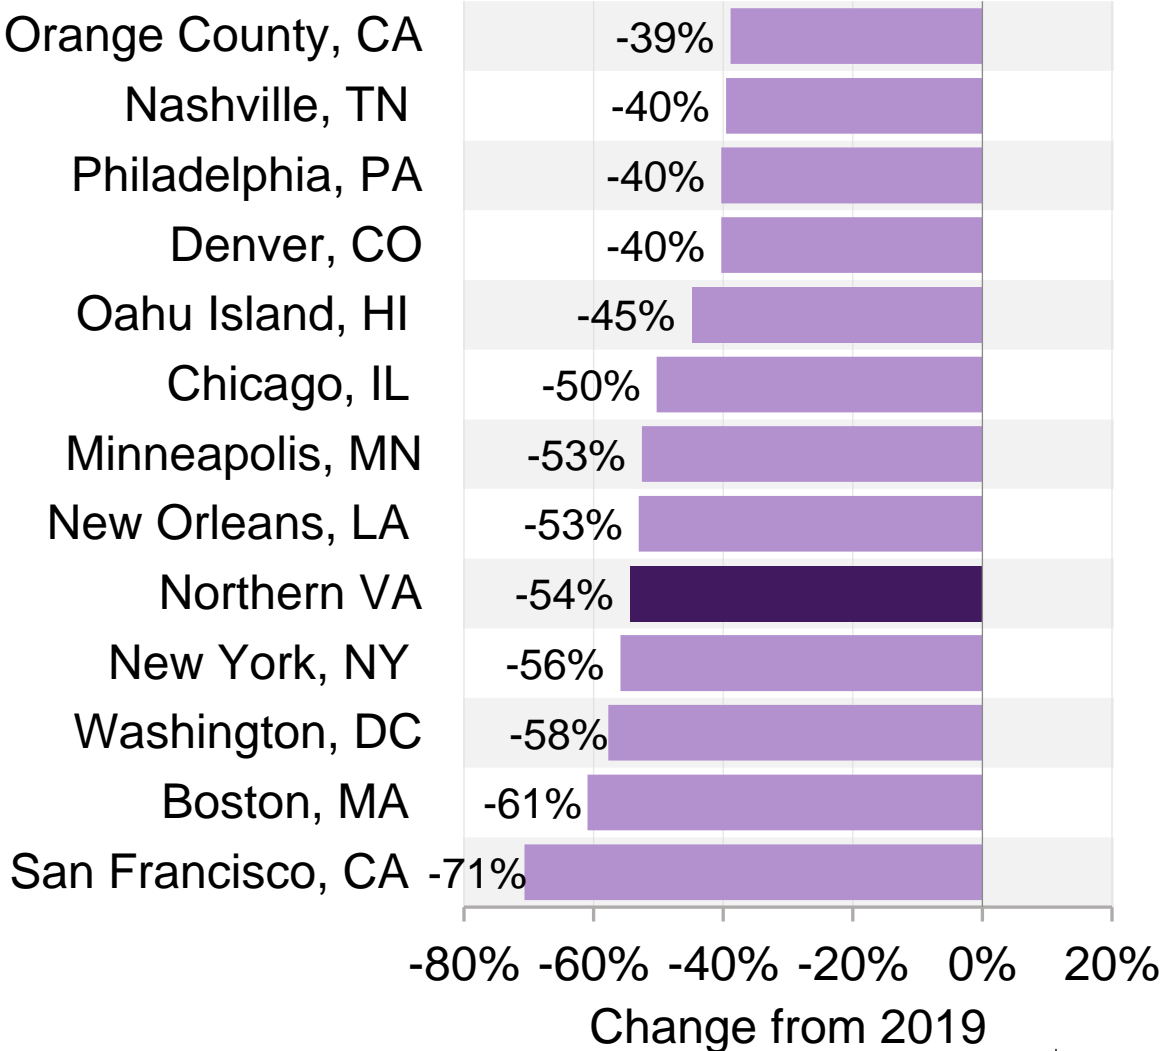 Orange County, CA -39%
Nashville, TN -40%
Philadelphia, PA -40%
Denver, CO -40%
Oahu Island, HI -45%
Chicago, IL -50%
Minneapolis, MN -53%
New Orleans, LA -53%
Northern VA -54%
New York, NY -56%
Washington, DC -58%
Boston, MA -61%
San Francisco, CA -71%
-80% -60% -40% -20% 0% 20%
Change from 2019